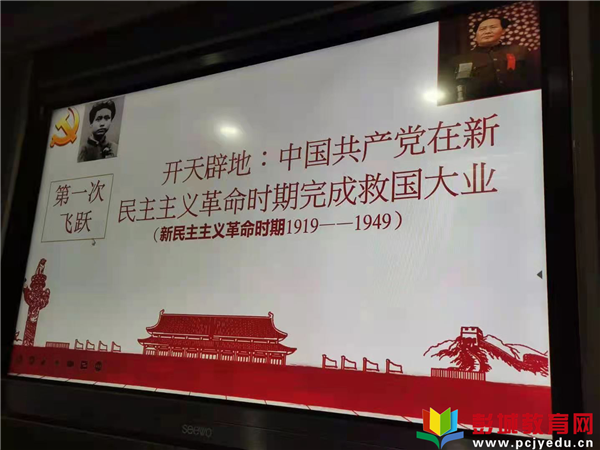 开天辟地：中国共产党在新
民主主义革命时期完成救国大业
第一次
飞跃
（新民主主义革命时期1919——1949）
seewo
彭城教育网
www.pcjyedu.cn